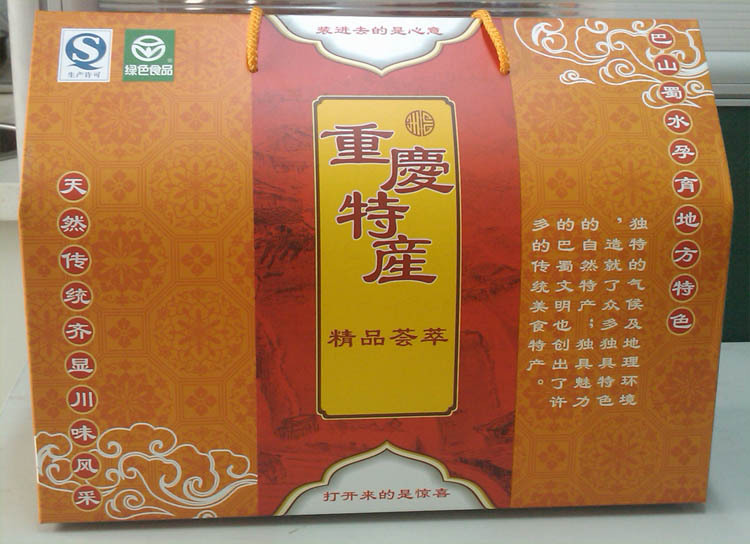 生产许可
绿色食品
装进去的是心意
重慶
特産
精品荟萃
打开来的是惊喜
天然传统齐显川味风采
巴山蜀水孕育地方特色
独特的气侯及地理环境
，造就了众多独具特色
的自然特产，独具魅力
的巴蜀文明也创出了许
多的传统美食特产。